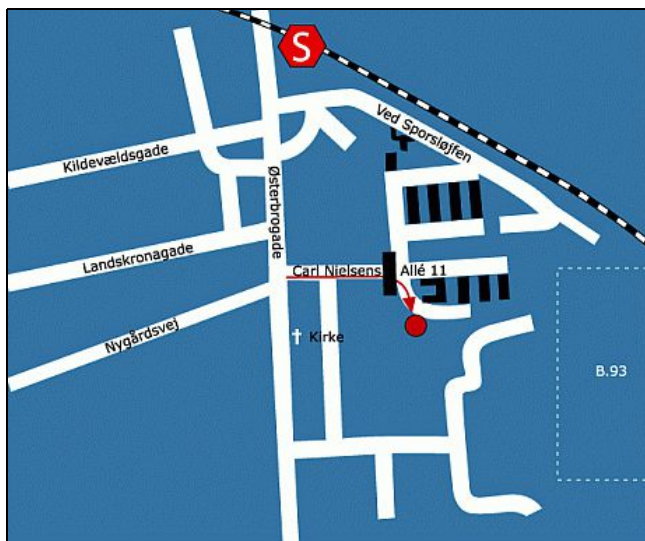 S
Ved Sporsløjfen
Kildevældsgade
Østerbrogade
Landskronagade
Carl Nielsens Allé 11
Nygårdsvej
Kirke
B.93